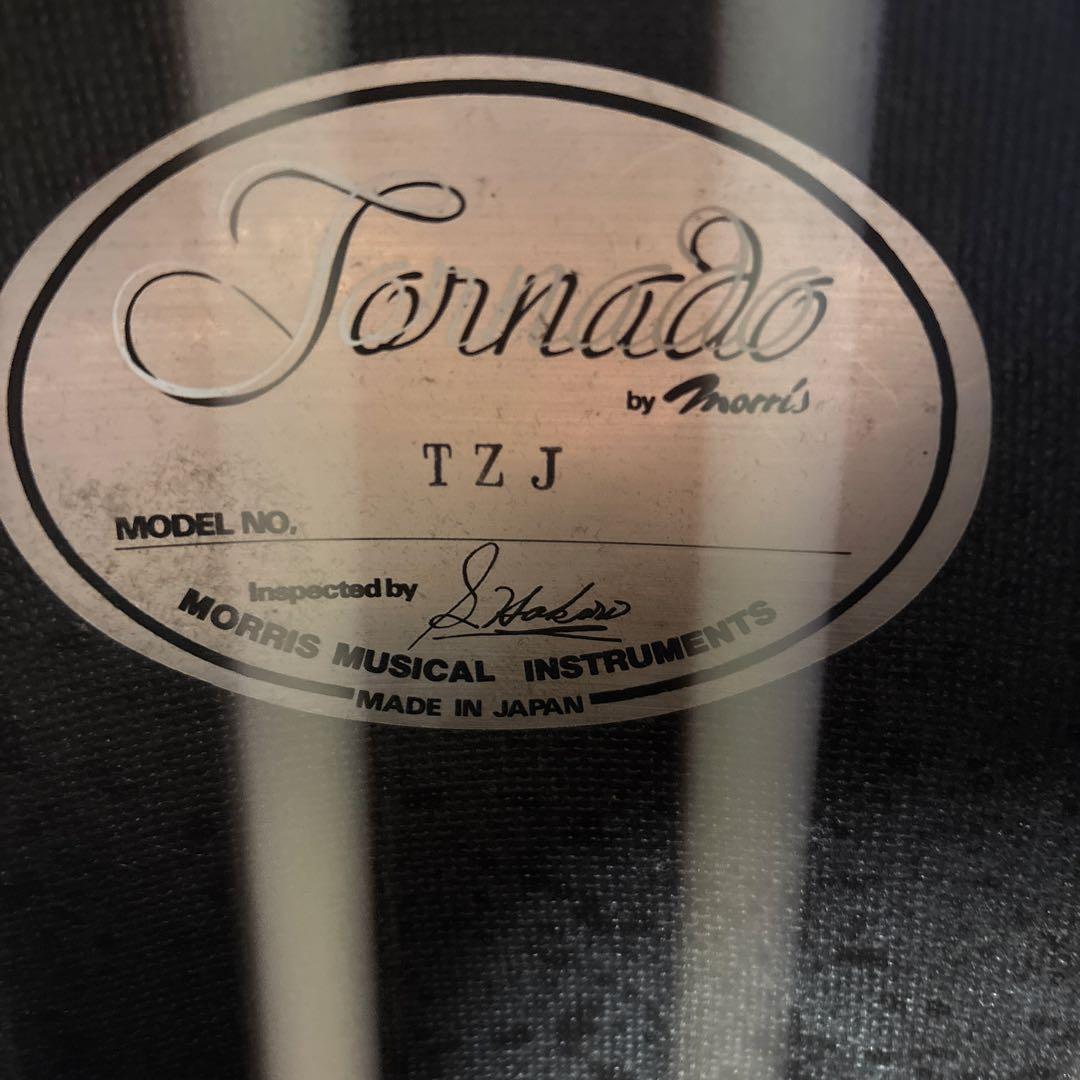 Tornado
by Morris
TZJ
MODEL NO.
Inspected by
MORRIS MUSICAL INSTRUMENTS
MADE IN JAPAN